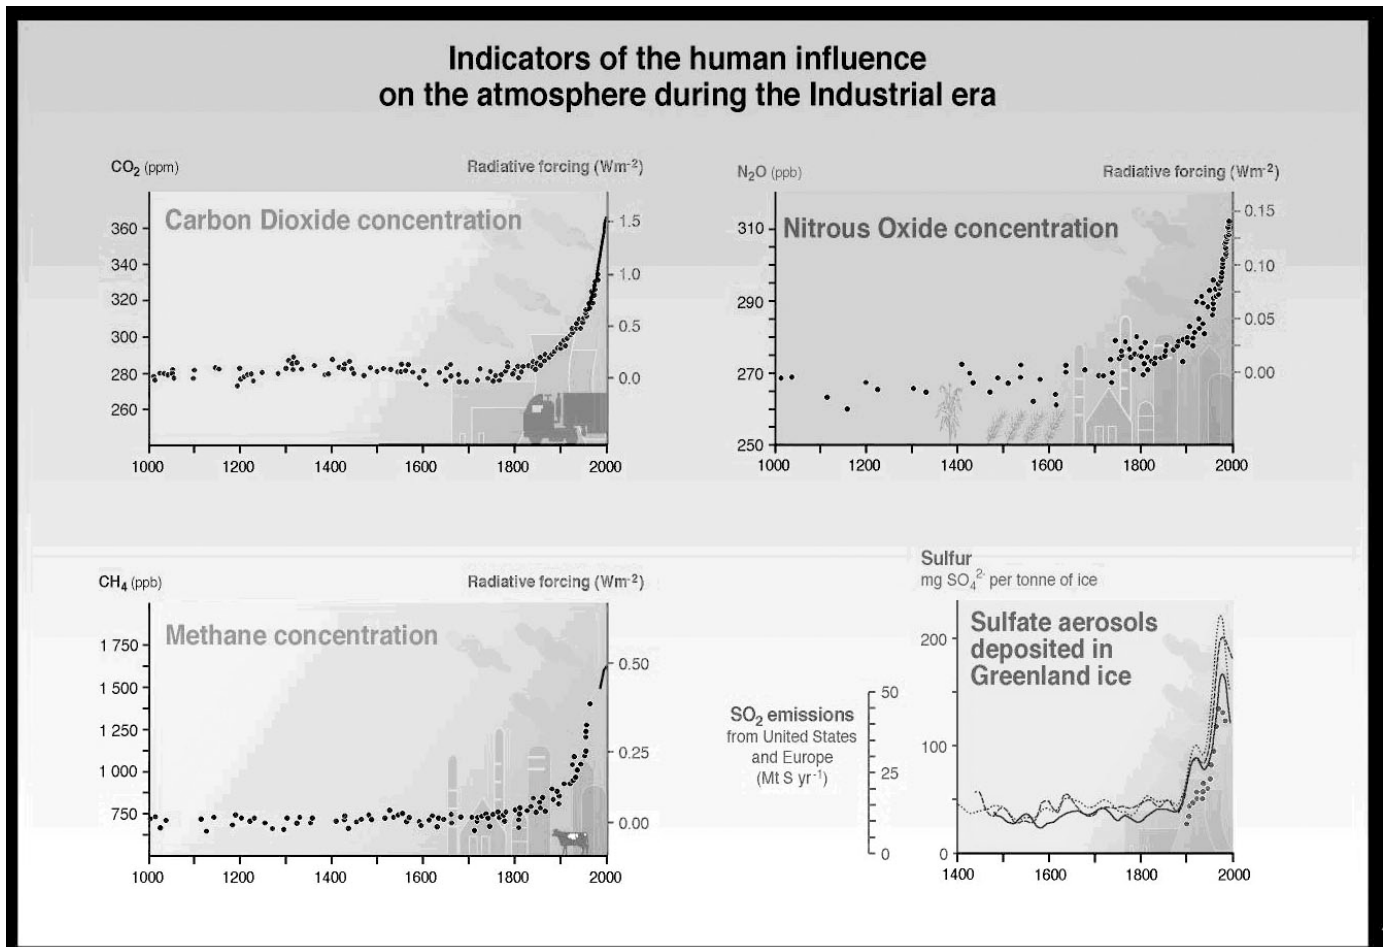 Indicators of the human influence
on the atmosphere during the Industrial era
CO2 (ppm)
Radiative forcing (Wm-2)
Carbon Dioxide concentration
360
340
320
300
280
260
1.5
1.0
0.5
0.0
1000 1200 1400 1600 1800 2000
N2O (ppb)
Radiative forcing (Wm-2)
Nitrous Oxide concentration
310
290
270
250
0.15
0.10
0.05
0.00
1000 1200 1400 1600 1800 2000
CH4 (ppb)
Radiative forcing (Wm-2)
Methane concentration
1 750
1 500
1 250
1 000
750
0.50
0.25
0.00
1000 1200 1400 1600 1800 2000
Sulfur
mg SO4 2- per tonne of ice
Sulfate aerosols
deposited in
Greenland ice
200
100
0
SO2 emissions
from United States
and Europe
(Mt S yr-1)
50
25
0
1400 1600 1800 2000